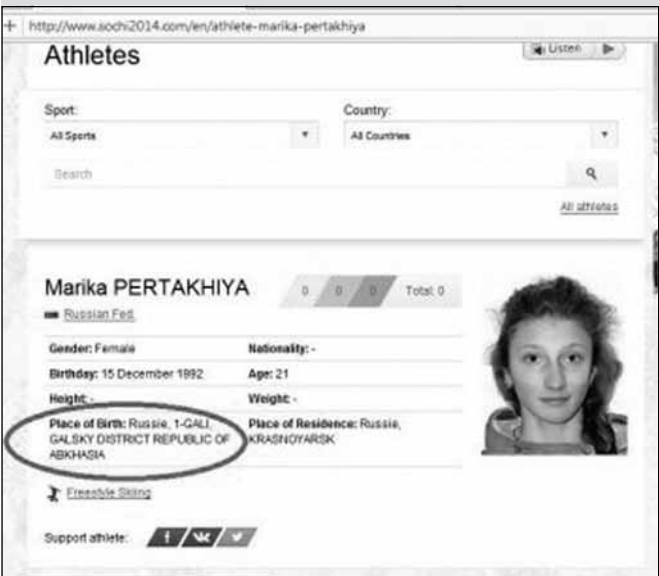 http://www.sochi2014.com/en/athlete-marika-pertakhiya
Athletes
Listen
Sport: Country:
All Sports All Countries
Search
All athletes
Marika PERTAKHIYA 0 0 0 Total: 0
Russian Fed.
Gender: Female Nationality: -
Birthday: 15 December 1992 Age: 21
Height: - Weight: -
Place of Birth: Russie, 1-GALI, Place of Residence: Russie,
GALSKY DISTRICT REPUBLIC OF KRASNOYARSK
ABKHASIA
Freestyle Skiing
Support athlete: